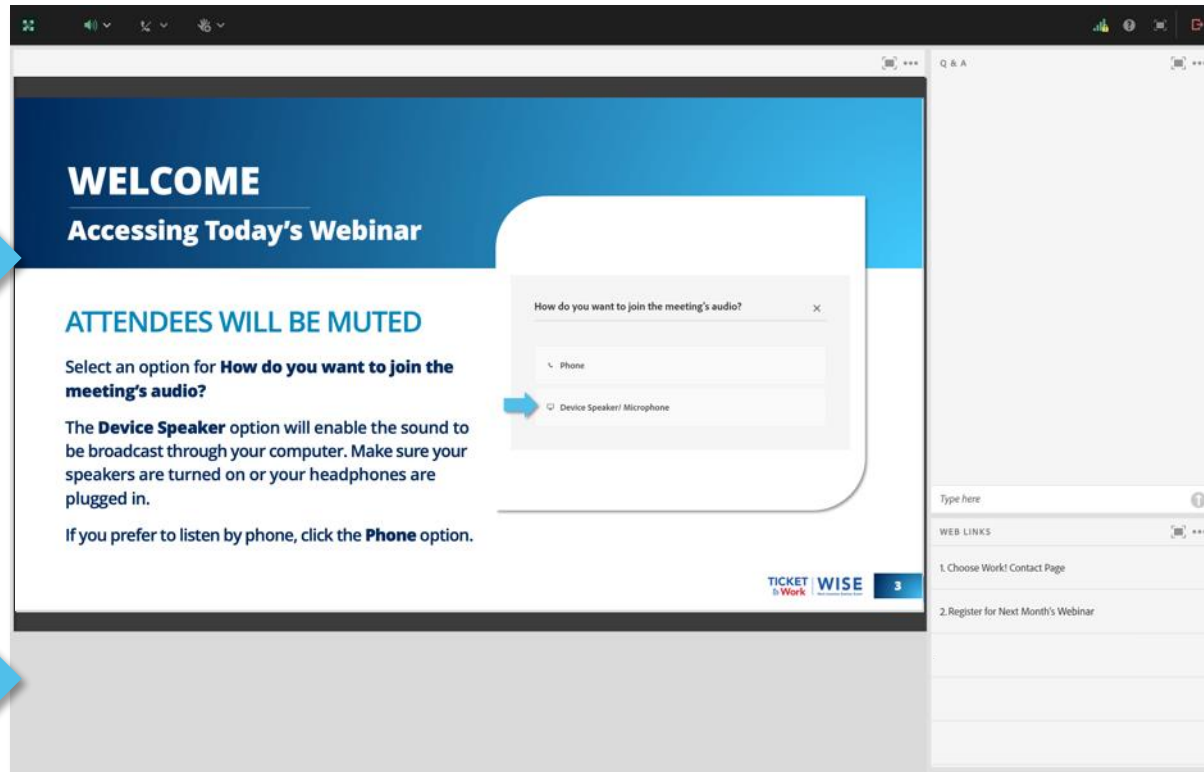 Q & A
WELCOME
Accessing Today's Webinar
ATTENDEES WILL BE MUTED
Select an option for How do you want to join the
meeting's audio?
The Device Speaker option will enable the sound to
be broadcast through your computer. Make sure your
speakers are turned on or your headphones are
plugged in.
If you prefer to listen by phone, click the Phone option.
How do you want to join the meeting's audio?
Phone
Device Speaker/ Microphone
TICKET WISE
to Work
3
Type here
WEB LINKS
1. Choose Work! Contact Page
2. Register for Next Month's Webinar